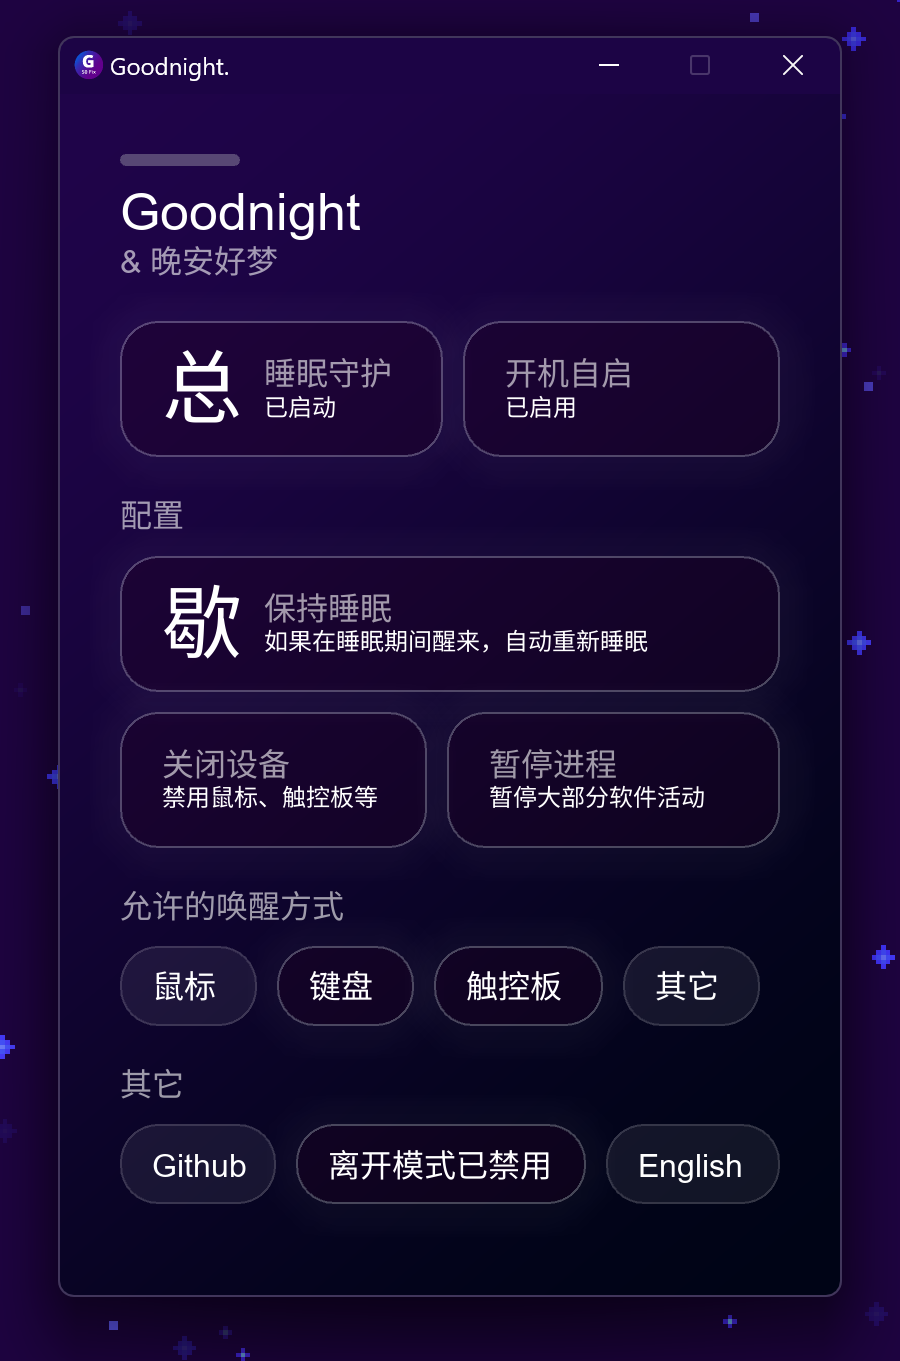 G
S0 Fix
Goodnight.
Goodnight
& 晚安好梦
总
睡眠守护
已启动
开机自启
已启用
配置
歇
保持睡眠
如果在睡眠期间醒来，自动重新睡眠
关闭设备
禁用鼠标、触控板等
暂停进程
暂停大部分软件活动
允许的唤醒方式
鼠标
键盘
触控板
其它
其它
Github
离开模式已禁用
English